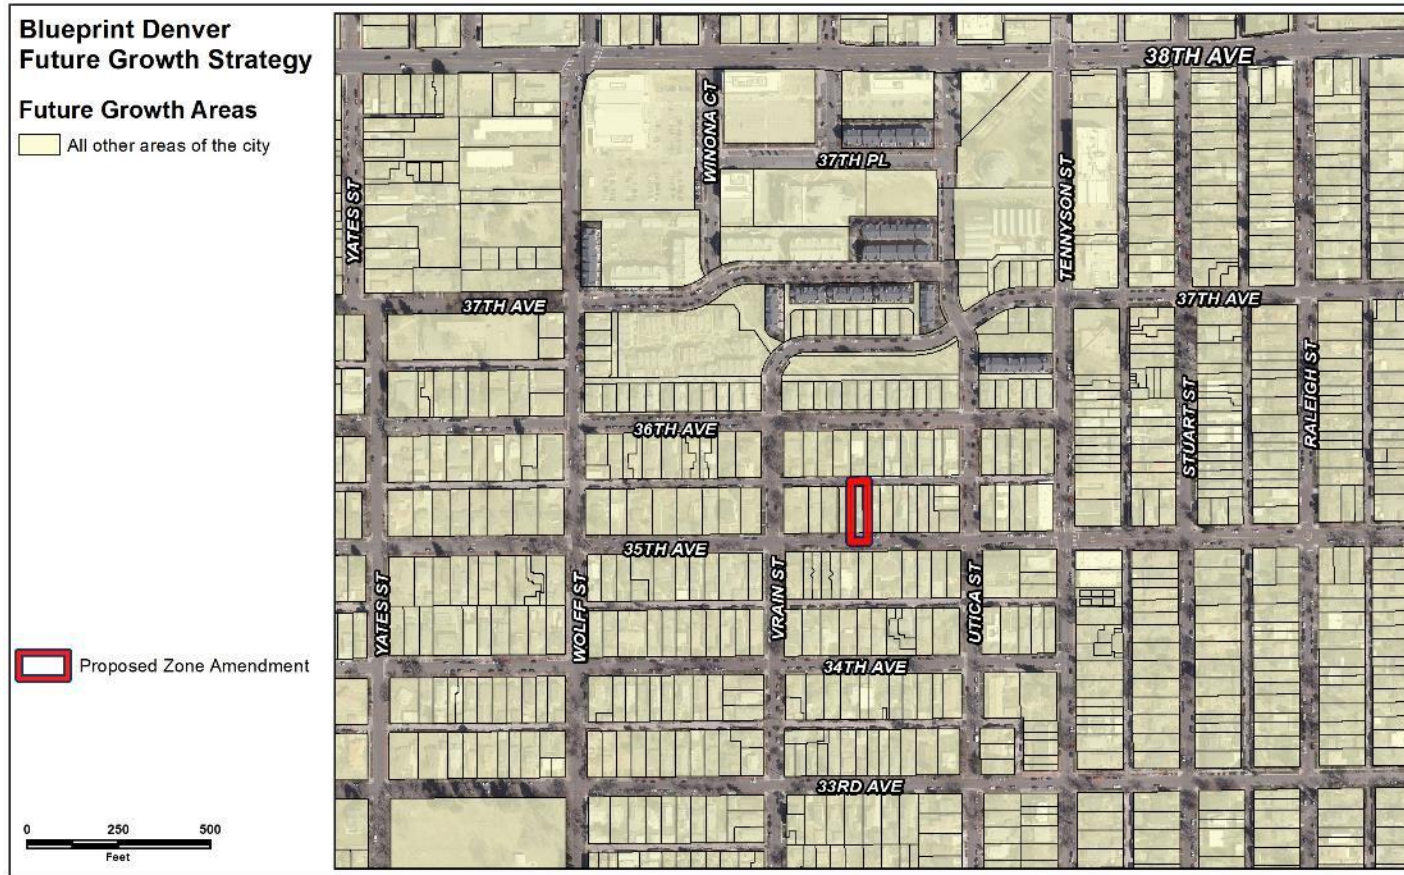 Blueprint Denver
Future Growth Strategy
Future Growth Areas
All other areas of the city
Proposed Zone Amendment
0 250 500
Feet
38TH AVE
WINONA CT
37TH PL
YATES ST
TENNYSON ST
37TH AVE
37TH AVE
RALEIGH ST
STUART ST
36TH AVE
35TH AVE
YATES ST
WOLFF ST
VRAIN ST
UTICA ST
34TH AVE
33RD AVE